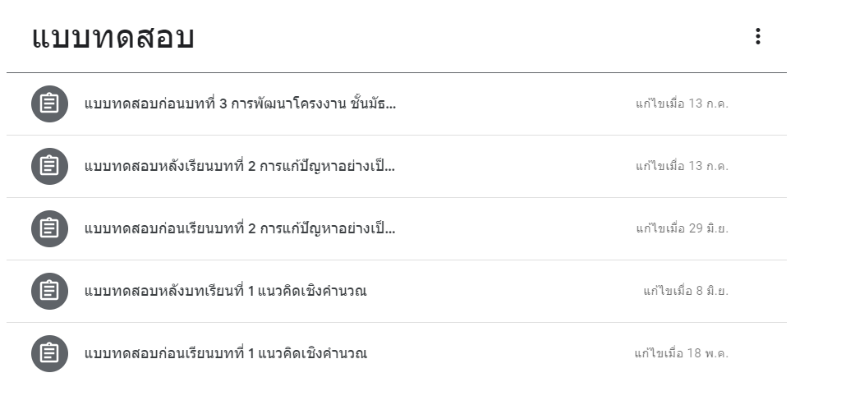 แบบทดสอบ
แบบทดสอบก่อนบทที่ 3 การพัฒนาโครงงาน ชั้นมัธ...
แก้ไขเมื่อ 13 ก.ค.
แบบทดสอบหลังเรียนบทที่ 2 การแก้ปัญหาอย่างเป็...
แก้ไขเมื่อ 13 ก.ค.
แบบทดสอบก่อนเรียนบทที่ 2 การแก้ปัญหาอย่างเป็...
แก้ไขเมื่อ 29 มิ.ย.
แบบทดสอบหลังบทเรียนที่ 1 แนวคิดเชิงคำนวณ
แก้ไขเมื่อ 8 มิ.ย.
แบบทดสอบก่อนเรียนบทที่ 1 แนวคิดเชิงคำนวณ
แก้ไขเมื่อ 18 พ.ค.